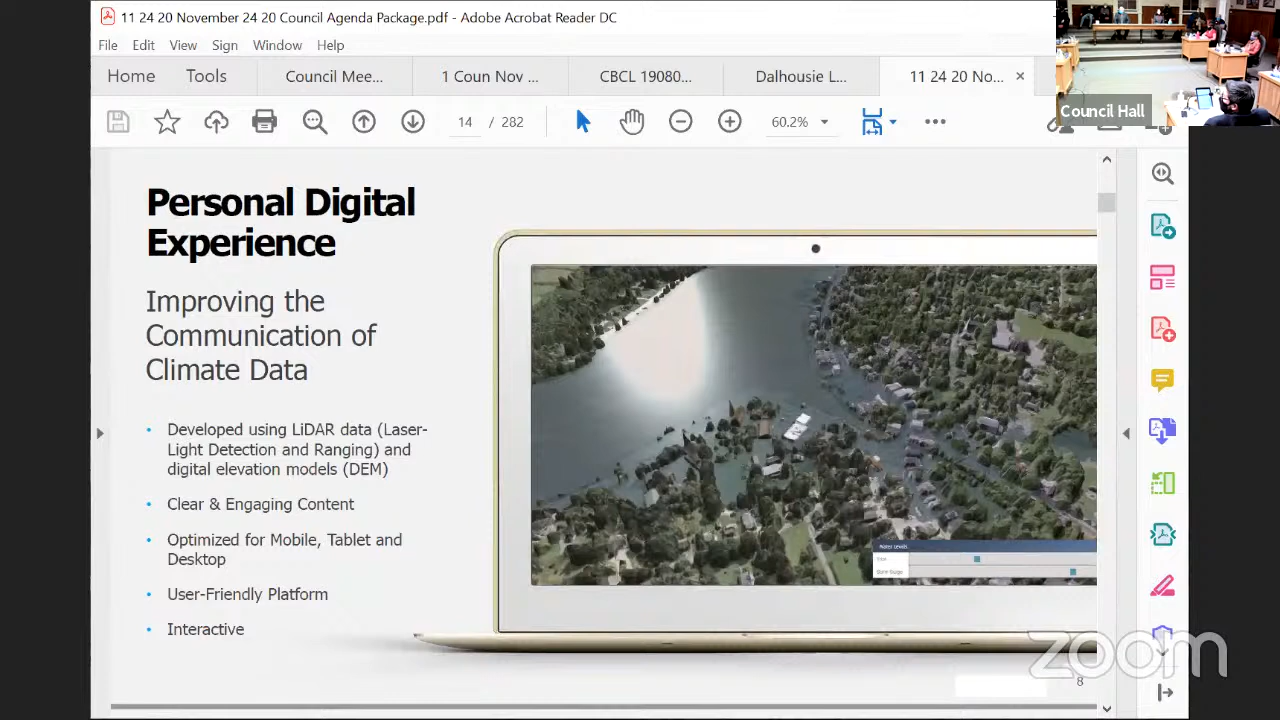 11 24 20 November 24 20 Council Agenda Package.pdf - Adobe Acrobat Reader DC
File Edit View Sign Window Help
Home Tools Council Mee... 1 Coun Nov ... CBCL 19080... Dalhousie L... 11 24 20 No... ×
Council Hall
14 / 282 60.2%
Personal Digital
Experience
Improving the
Communication of
Climate Data
• Developed using LiDAR data (Laser-
Light Detection and Ranging) and
digital elevation models (DEM)
• Clear & Engaging Content
• Optimized for Mobile, Tablet and
Desktop
• User-Friendly Platform
• Interactive
Water Levels
Storm Surge
zoom
8